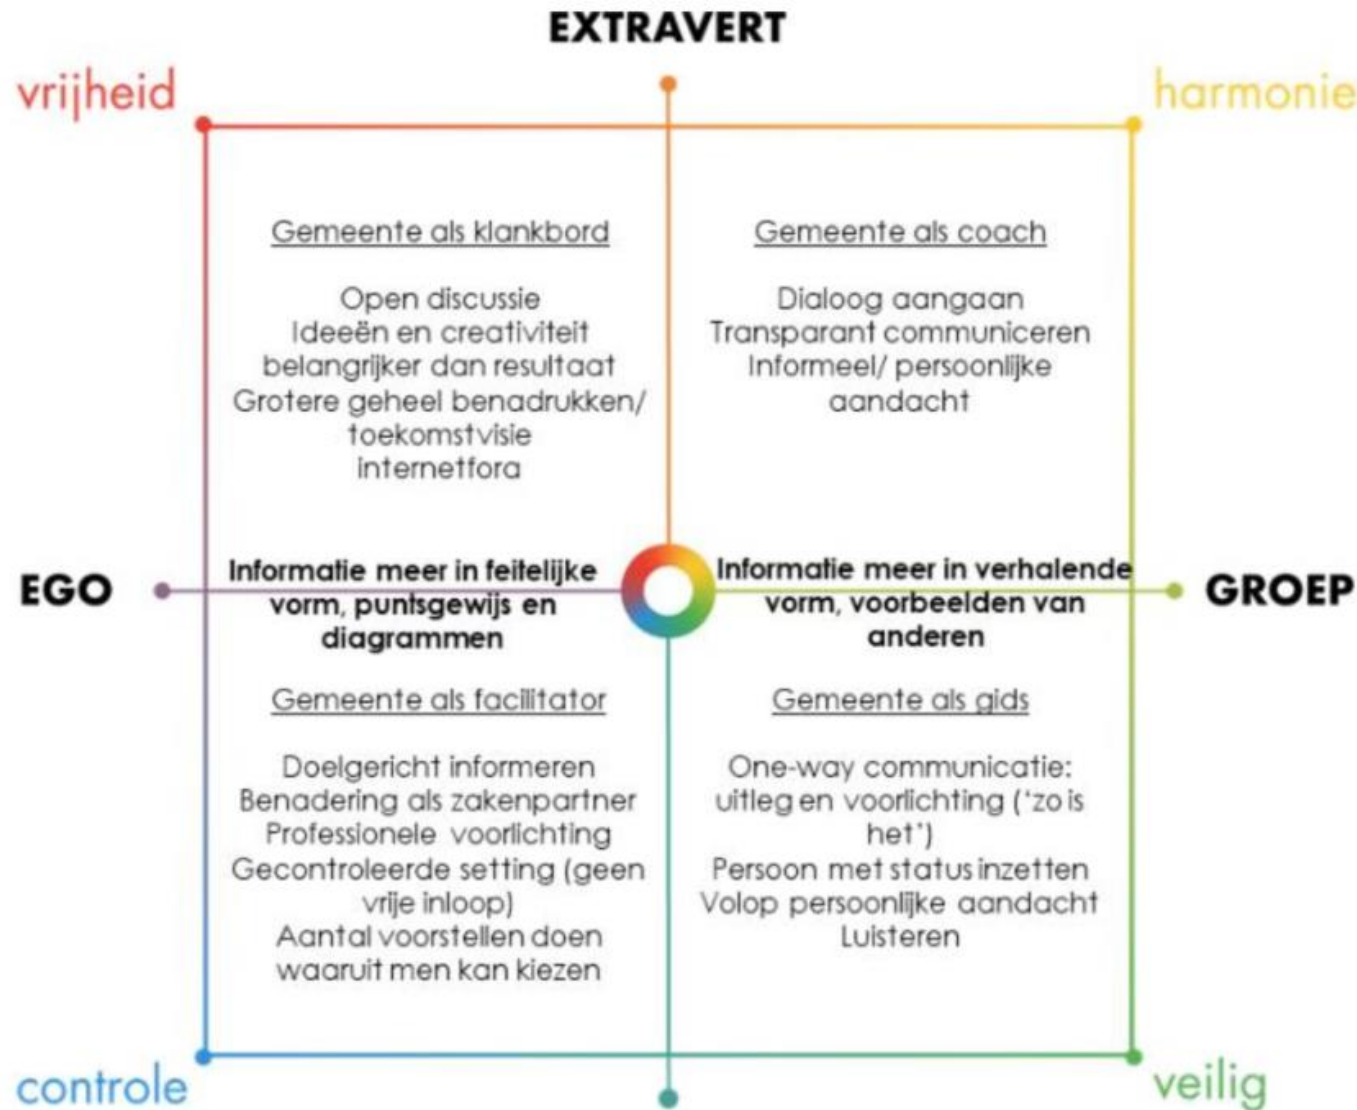 EXTRAVERT
vrijheid
harmonie
Gemeente als klankbord
Open discussie
Ideeën en creativiteit
belangrijker dan resultaat
Grotere geheel benadrukken/
toekomstvisie
internetfora
Gemeente als coach
Dialoog aangaan
Transparant communiceren
Informeel/ persoonlijke
aandacht
EGO
Informatie meer in feitelijke
vorm, puntsgewijs en
diagrammen
Informatie meer in verhalende
vorm, voorbeelden van
anderen
GROEP
Gemeente als facilitator
Doelgericht informeren
Benadering als zakenpartner
Professionele voorlichting
Gecontroleerde setting (geen
vrije inloop)
Aantal voorstellen doen
waaruit men kan kiezen
Gemeente als gids
One-way communicatie:
uitleg en voorlichting (‘zo is
het’)
Persoon met status inzetten
Volop persoonlijke aandacht
Luisteren
controle
veilig